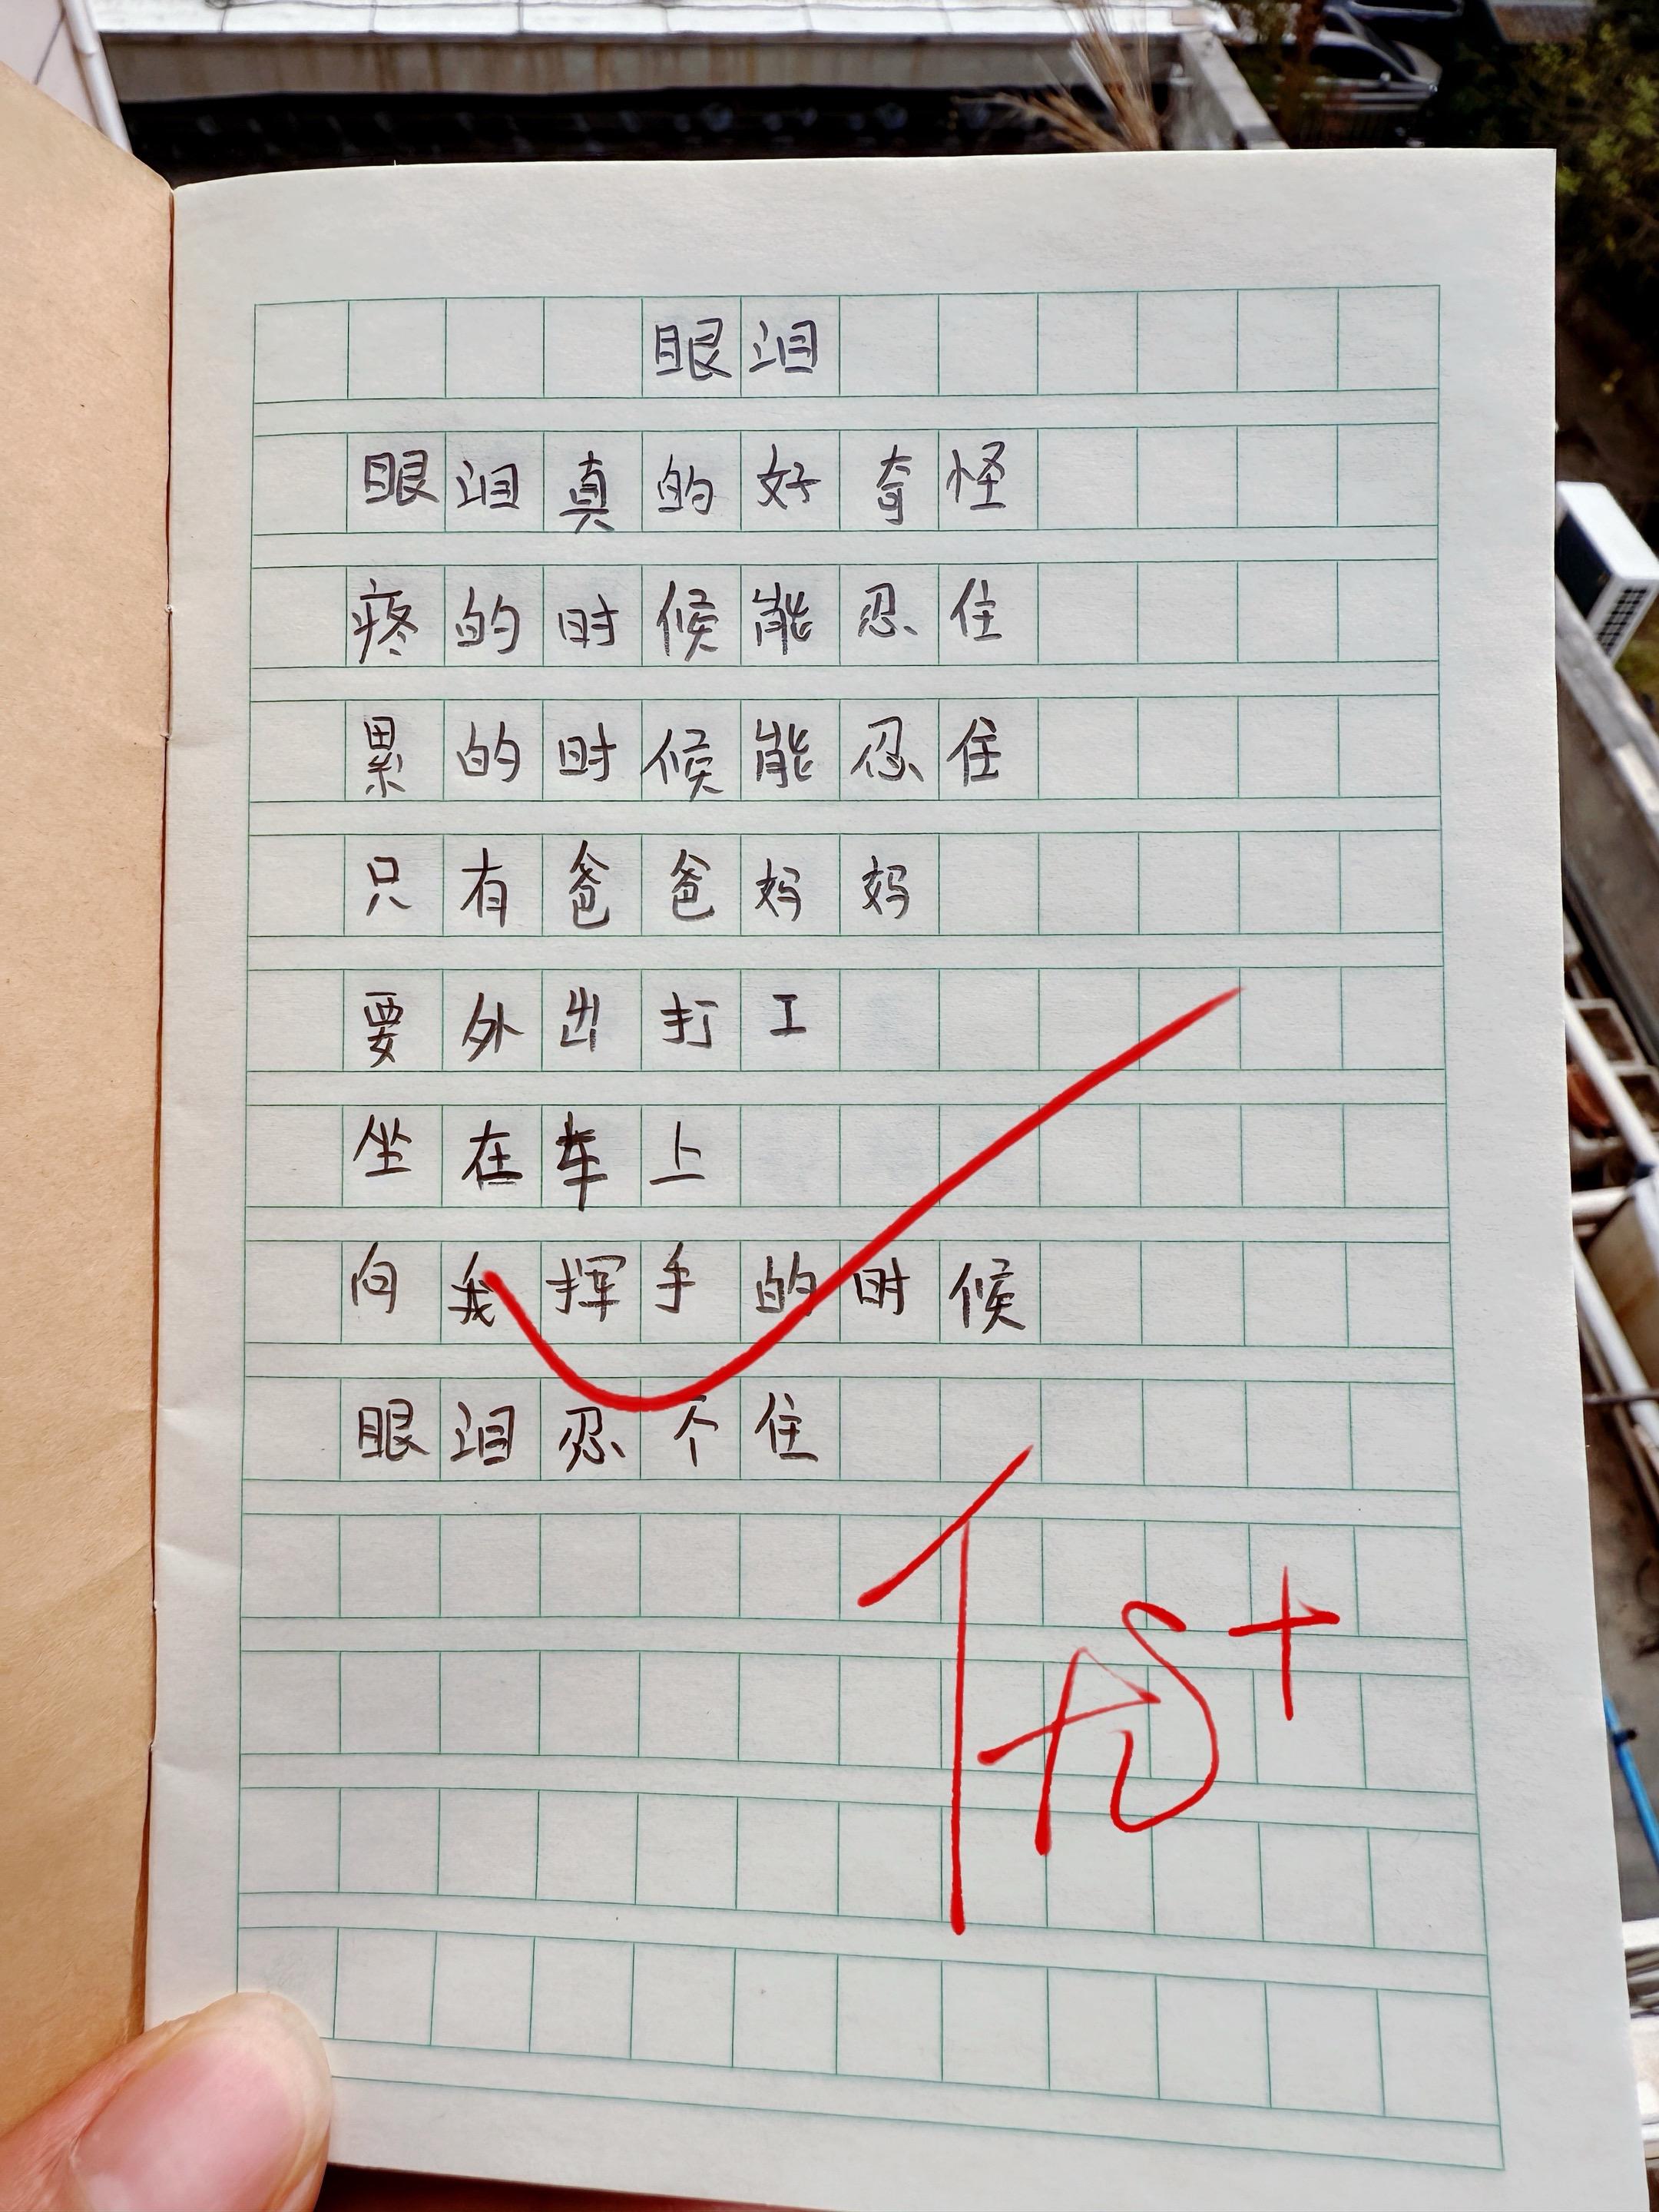 眼泪
眼泪真的好奇怪
疼的时候能忍住
累的时候能忍住
只有爸爸妈妈
要外出打工
坐在车上
向我挥手的时候
眼泪忍不住
优+